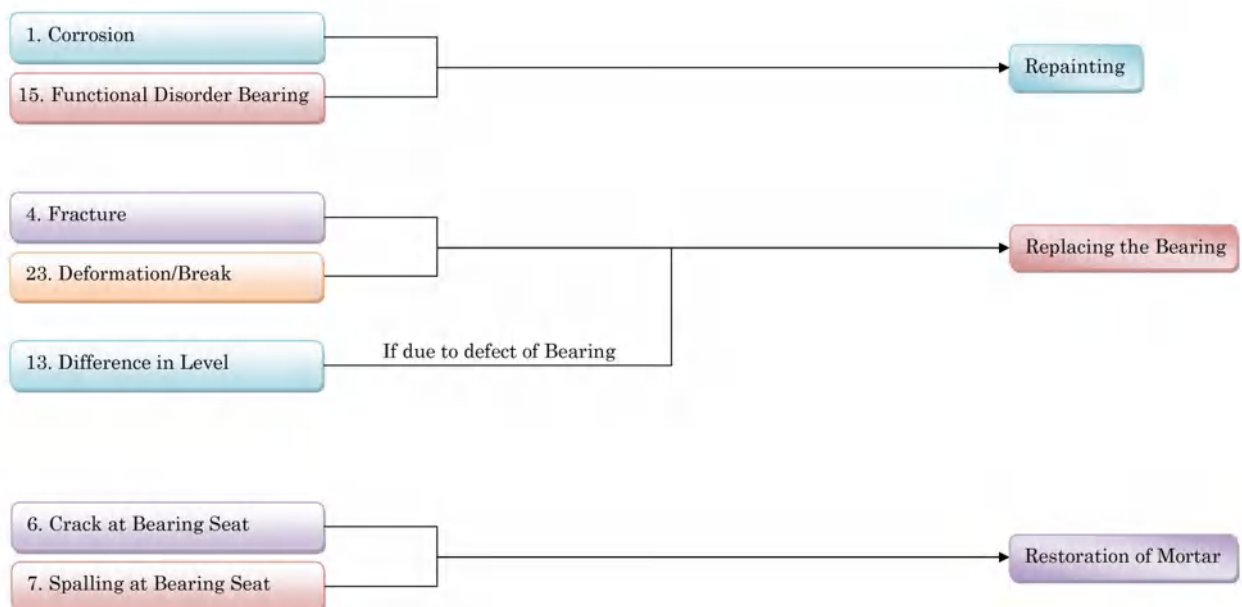 1. Corrosion
15. Functional Disorder Bearing
Repainting
4. Fracture
23. Deformation/Break
Replacing the Bearing
13. Difference in Level
If due to defect of Bearing
6. Crack at Bearing Seat
7. Spalling at Bearing Seat
Restoration of Mortar